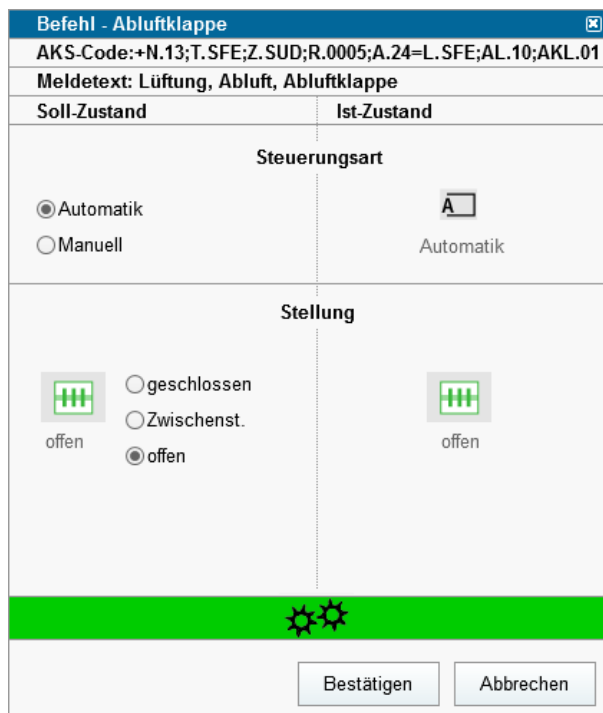 Befehl - Abluftklappe
AKS-Code:+N.13;T.SFE;Z.SUD;R.0005;A.24=L.SFE;AL.10;AKL.01
Meldetext: Lüftung, Abluft, Abluftklappe
Soll-Zustand Ist-Zustand
Steuerungsart
Automatik
Manuell
A
Automatik
Stellung
offen
geschlossen
Zwischenst.
offen
offen
Bestätigen Abbrechen